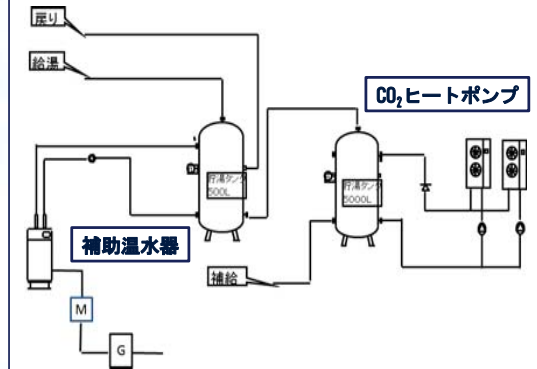 戻り
給湯
CO₂ヒートポンプ
貯湯タンク
500L
貯湯タンク
5000L
補助温水器
補給
M
G